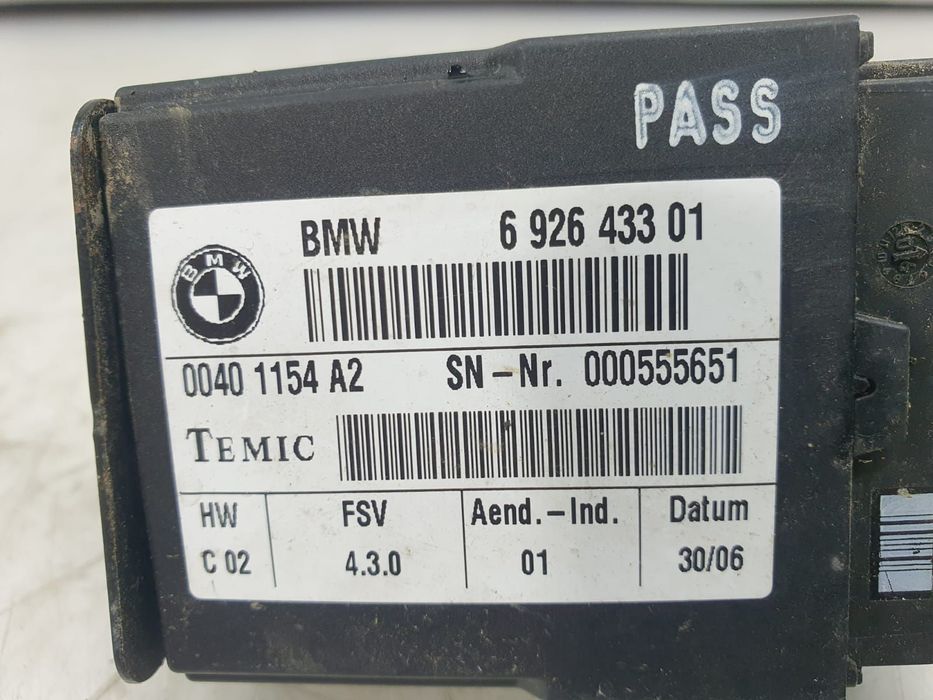 PASS
BMW 6 926 433 01
BMW
0040 1154 A2 SN-Nr. 000555651
TEMIC
HW FSV Aend.-Ind. Datum
C 02 4.3.0 01 30/06